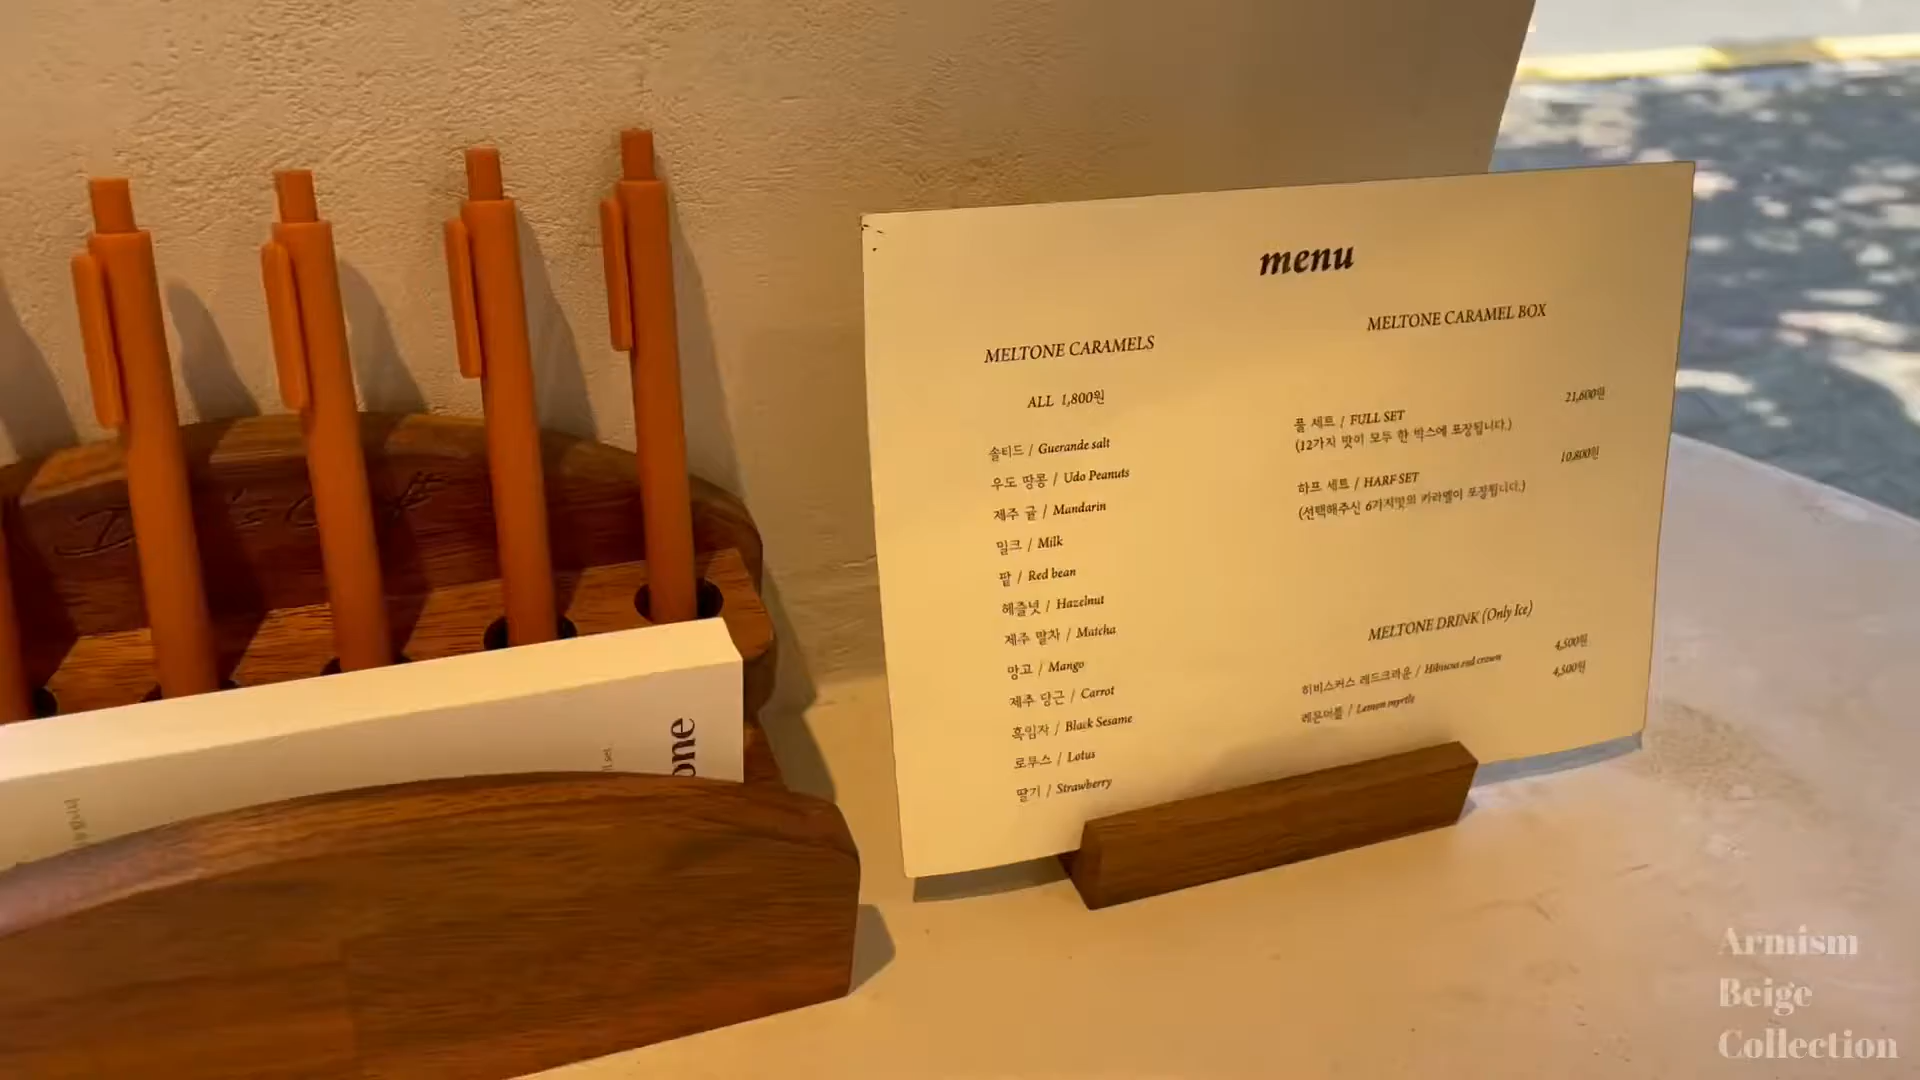 menu
MELTONE CARAMELS
ALL 1,800원
솔티드 / Guerande salt
우도 땅콩 / Udo Peanuts
제주 귤 / Mandarin
밀크 / Milk
팥 / Red bean
헤즐넛 / Hazelnut
제주 말차 / Matcha
망고 / Mango
제주 당근 / Carrot
흑임자 / Black Sesame
로투스 / Lotus
딸기 / Strawberry
MELTONE CARAMEL BOX
21,600원
풀 세트 / FULL SET
(12가지 맛이 모두 한 박스에 포장됩니다.)
10,800원
하프 세트 / HARF SET
(선택해주신 6가지맛의 카라멜이 포장됩니다.)
MELTONE DRINK (Only Ice)
4,500원
히비스커스 레드크라운 / Hibiscus red crown
4,500원
레몬머틀 / Lemon myrtle
one
Armism
Beige
Collection